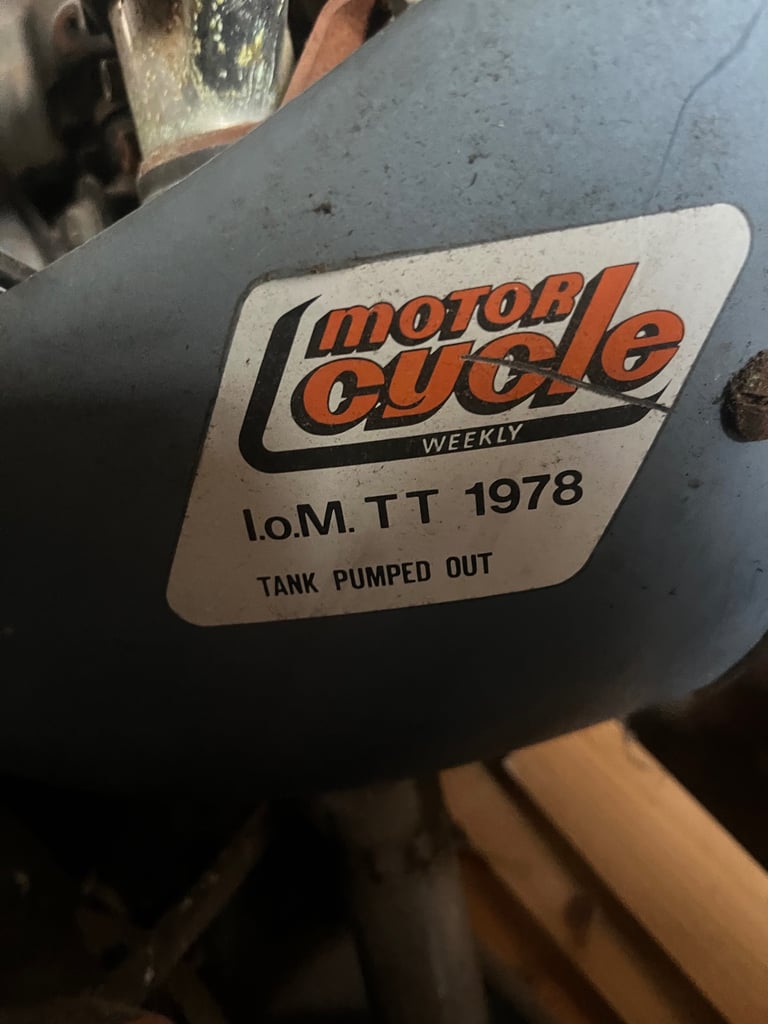 MOTOR
cycle
WEEKLY
I.o.M. TT 1978
TANK PUMPED OUT